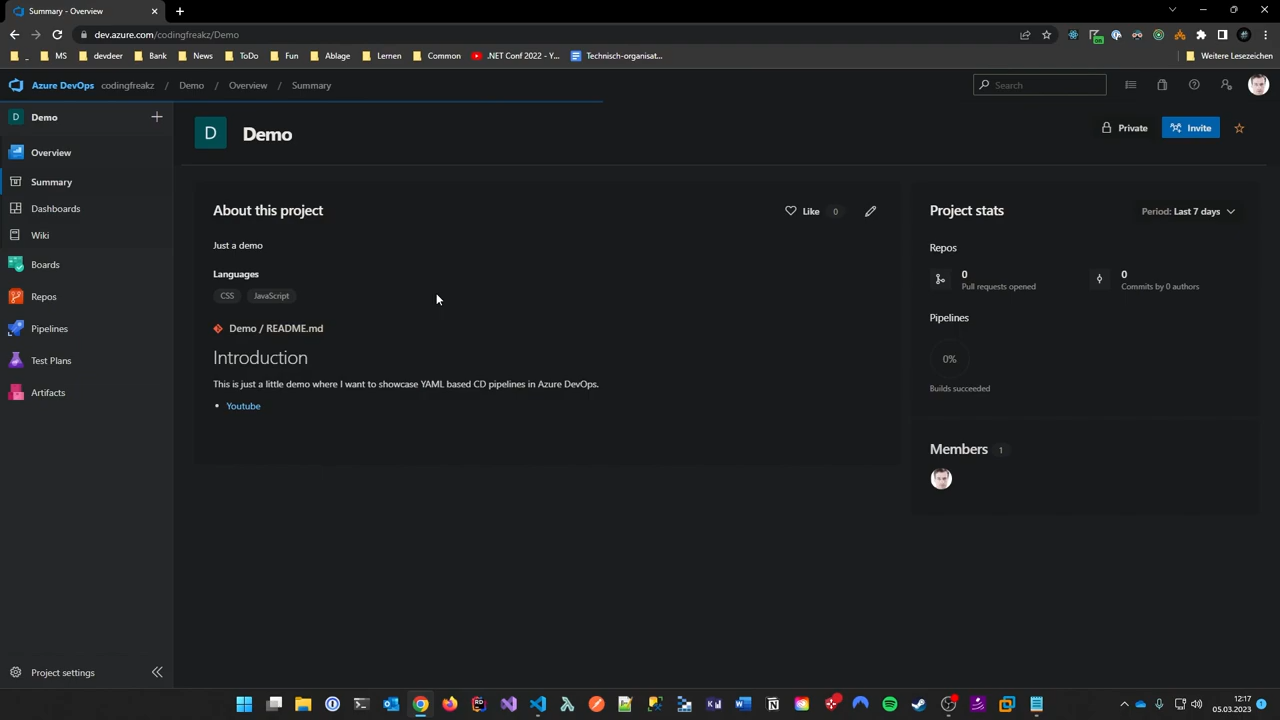 Summary - Overview
dev.azure.com/codingfreakz/Demo
_ MS devdeer Bank News ToDo Fun Ablage Lernen Common .NET Conf 2022 - Y... Technisch-organisat... Weitere Lesezeichen
Azure DevOps codingfreakz / Demo / Overview / Summary Search
D Demo +
Overview
Summary
Dashboards
Wiki
Boards
Repos
Pipelines
Test Plans
Artifacts
Project settings
D Demo
Private Invite
About this project
Like 0
Just a demo
Languages
CSS JavaScript
Demo / README.md
Introduction
This is just a little demo where I want to showcase YAML based CD pipelines in Azure DevOps.
• Youtube
Project stats
Period: Last 7 days
Repos
0
Pull requests opened
0
Commits by 0 authors
Pipelines
0%
Builds succeeded
Members 1
12:17
05.03.2023